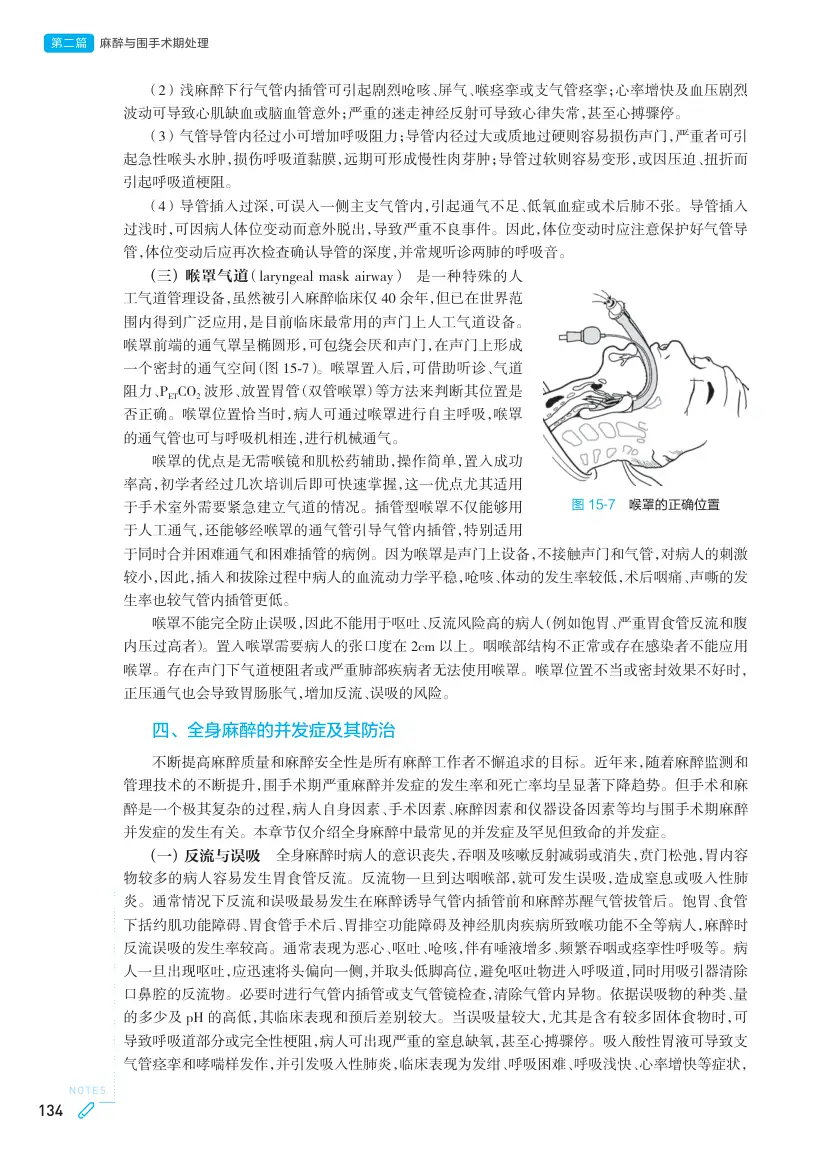 第二篇 麻醉与围手术期处理
（2）浅麻醉下行气管内插管可引起剧烈呛咳、屏气、喉痉挛或支气管痉挛；心率增快及血压剧烈
波动可导致心肌缺血或脑血管意外；严重的迷走神经反射可导致心律失常，甚至心搏骤停。
（3）气管导管内径过小可增加呼吸阻力；导管内径过大或质地过硬则容易损伤声门，严重者可引
起急性喉头水肿，损伤呼吸道黏膜，远期可形成慢性肉芽肿；导管过软则容易变形，或因压迫、扭折而
引起呼吸道梗阻。
（4）导管插入过深，可误入一侧主支气管内，引起通气不足、低氧血症或术后肺不张。导管插入
过浅时，可因病人体位变动而意外脱出，导致严重不良事件。因此，体位变动时应注意保护好气管导
管，体位变动后应再次检查确认导管的深度，并常规听诊两肺的呼吸音。
（三）喉罩气道（laryngeal mask airway） 是一种特殊的人
工气道管理设备，虽然被引入麻醉临床仅 40 余年，但已在世界范
围内得到广泛应用，是目前临床最常用的声门上人工气道设备。
喉罩前端的通气罩呈椭圆形，可包绕会厌和声门，在声门上形成
一个密封的通气空间（图 15-7）。喉罩置入后，可借助听诊、气道
阻力、PETCO2 波形、放置胃管（双管喉罩）等方法来判断其位置是
否正确。喉罩位置恰当时，病人可通过喉罩进行自主呼吸，喉罩
的通气管也可与呼吸机相连，进行机械通气。
喉罩的优点是无需喉镜和肌松药辅助，操作简单，置入成功
率高，初学者经过几次培训后即可快速掌握，这一优点尤其适用
于手术室外需要紧急建立气道的情况。插管型喉罩不仅能够用
于人工通气，还能够经喉罩的通气管引导气管内插管，特别适用
图 15-7 喉罩的正确位置
于同时合并困难通气和困难插管的病例。因为喉罩是声门上设备，不接触声门和气管，对病人的刺激
较小，因此，插入和拔除过程中病人的血流动力学平稳，呛咳、体动的发生率较低，术后咽痛、声嘶的发
生率也较气管内插管更低。
喉罩不能完全防止误吸，因此不能用于呕吐、反流风险高的病人（例如饱胃、严重胃食管反流和腹
内压过高者）。置入喉罩需要病人的张口度在 2cm 以上。咽喉部结构不正常或存在感染者不能应用
喉罩。存在声门下气道梗阻者或严重肺部疾病者无法使用喉罩。喉罩位置不当或密封效果不好时，
正压通气也会导致胃肠胀气，增加反流、误吸的风险。
四、全身麻醉的并发症及其防治
不断提高麻醉质量和麻醉安全性是所有麻醉工作者不懈追求的目标。近年来，随着麻醉监测和
管理技术的不断提升，围手术期严重麻醉并发症的发生率和死亡率均呈显著下降趋势。但手术和麻
醉是一个极其复杂的过程，病人自身因素、手术因素、麻醉因素和仪器设备因素等均与围手术期麻醉
并发症的发生有关。本章节仅介绍全身麻醉中最常见的并发症及罕见但致命的并发症。
（一）反流与误吸 全身麻醉时病人的意识丧失，吞咽及咳嗽反射减弱或消失，贲门松弛，胃内容
物较多的病人容易发生胃食管反流。反流物一旦到达咽喉部，就可发生误吸，造成窒息或吸入性肺
炎。通常情况下反流和误吸最易发生在麻醉诱导气管内插管前和麻醉苏醒气管拔管后。饱胃、食管
下括约肌功能障碍、胃食管手术后、胃排空功能障碍及神经肌肉疾病所致喉功能不全等病人，麻醉时
反流误吸的发生率较高。通常表现为恶心、呕吐、呛咳，伴有唾液增多、频繁吞咽或痉挛性呼吸等。病
人一旦出现呕吐，应迅速将头偏向一侧，并取头低脚高位，避免呕吐物进入呼吸道，同时用吸引器清除
口鼻腔的反流物。必要时进行气管内插管或支气管镜检查，清除气管内异物。依据误吸物的种类、量
的多少及 pH 的高低，其临床表现和预后差别较大。当误吸量较大，尤其是含有较多固体食物时，可
导致呼吸道部分或完全性梗阻，病人可出现严重的窒息缺氧，甚至心搏骤停。吸入酸性胃液可导致支
气管痉挛和哮喘样发作，并引发吸入性肺炎，临床表现为发绀、呼吸困难、呼吸浅快、心率增快等症状，
NOTES
134